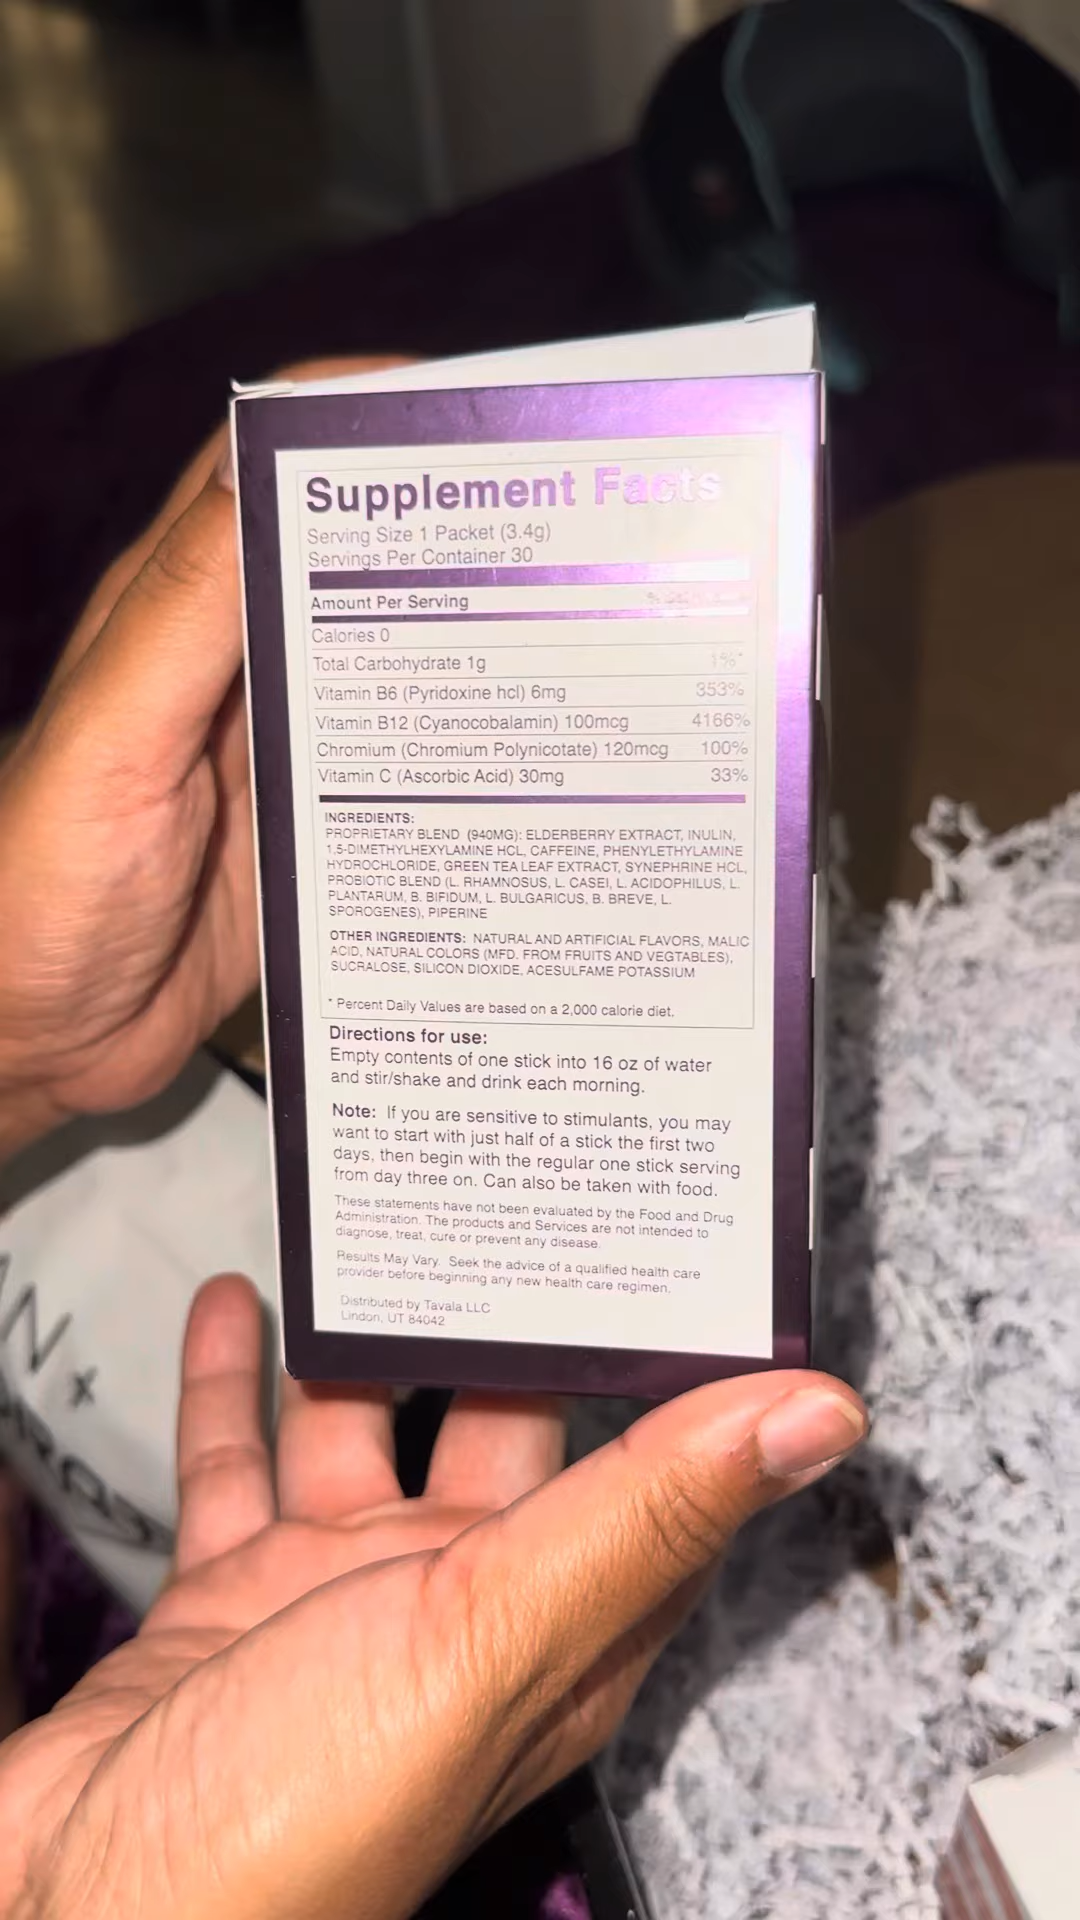 Supplement Facts
Serving Size 1 Packet (3.4g)
Servings Per Container 30
Amount Per Serving
Calories 0
Total Carbohydrate 1g 1%*
Vitamin B6 (Pyridoxine hcl) 6mg 353%
Vitamin B12 (Cyanocobalamin) 100mcg 4166%
Chromium (Chromium Polynicotate) 120mcg 100%
Vitamin C (Ascorbic Acid) 30mg 33%
INGREDIENTS:
PROPRIETARY BLEND (940MG): ELDERBERRY EXTRACT, INULIN,
1,5-DIMETHYLHEXYLAMINE HCL, CAFFEINE, PHENYLETHYLAMINE
HYDROCHLORIDE, GREEN TEA LEAF EXTRACT, SYNEPHRINE HCL,
PROBIOTIC BLEND (L. RHAMNOSUS, L. CASEI, L. ACIDOPHILUS, L.
PLANTARUM, B. BIFIDUM, L. BULGARICUS, B. BREVE, L.
SPOROGENES), PIPERINE
OTHER INGREDIENTS: NATURAL AND ARTIFICIAL FLAVORS, MALIC
ACID, NATURAL COLORS (MFD. FROM FRUITS AND VEGTABLES),
SUCRALOSE, SILICON DIOXIDE, ACESULFAME POTASSIUM
* Percent Daily Values are based on a 2,000 calorie diet.
Directions for use:
Empty contents of one stick into 16 oz of water
and stir/shake and drink each morning.
Note: If you are sensitive to stimulants, you may
want to start with just half of a stick the first two
days, then begin with the regular one stick serving
from day three on. Can also be taken with food.
These statements have not been evaluated by the Food and Drug
Administration. The products and Services are not intended to
diagnose, treat, cure or prevent any disease.
Results May Vary. Seek the advice of a qualified health care
provider before beginning any new health care regimen.
Distributed by Tavala LLC
Lindon, UT 84042